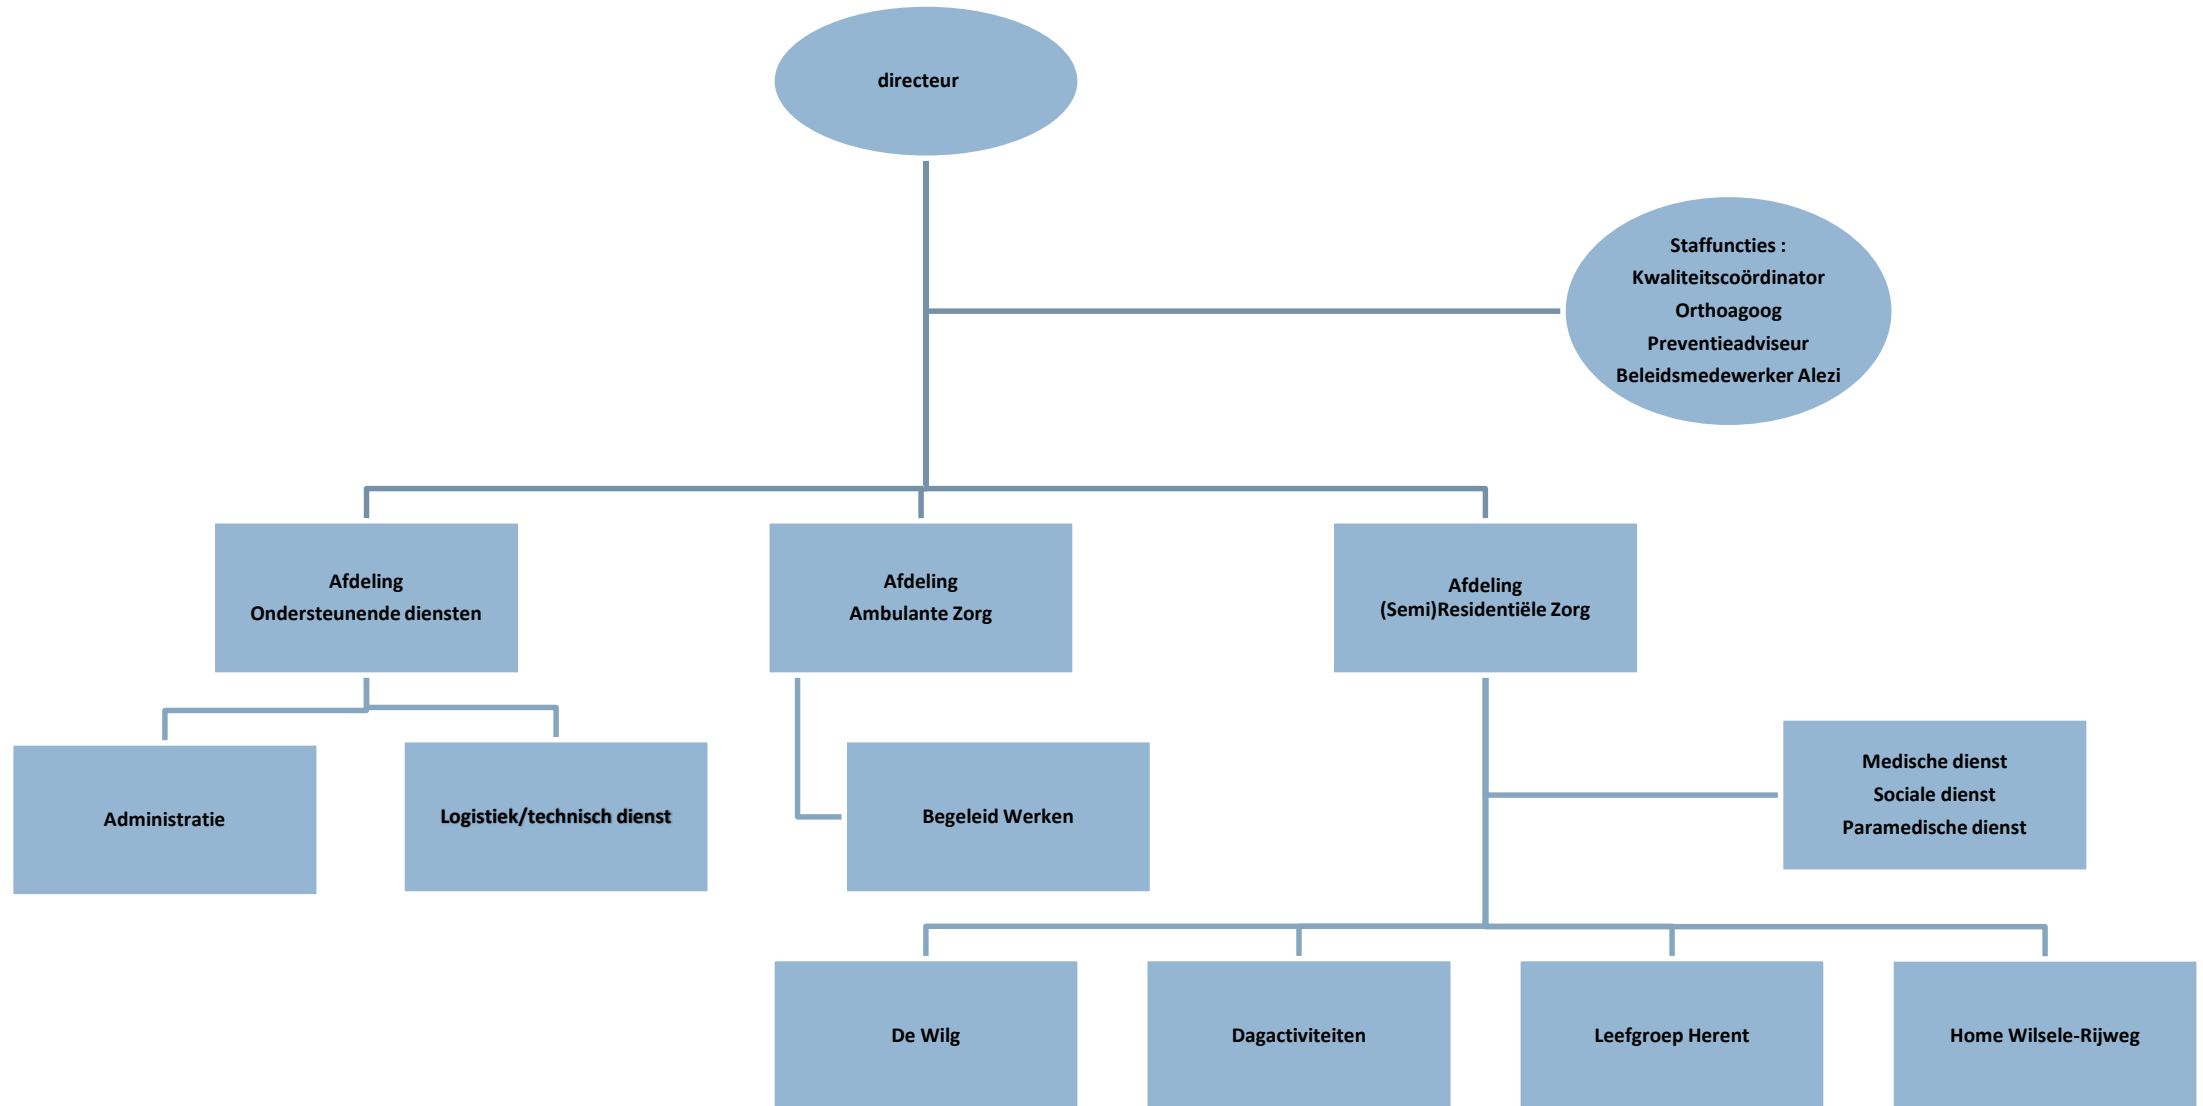 directeur
Staffuncties :
Kwaliteitscoördinator
Orthoagoog
Preventieadviseur
Beleidsmedewerker Alezi
Afdeling
Ondersteunende diensten
Afdeling
Ambulante Zorg
Afdeling
(Semi)Residentiële Zorg
Administratie
Logistiek/technisch dienst
Begeleid Werken
Medische dienst
Sociale dienst
Paramedische dienst
De Wilg
Dagactiviteiten
Leefgroep Herent
Home Wilsele-Rijweg